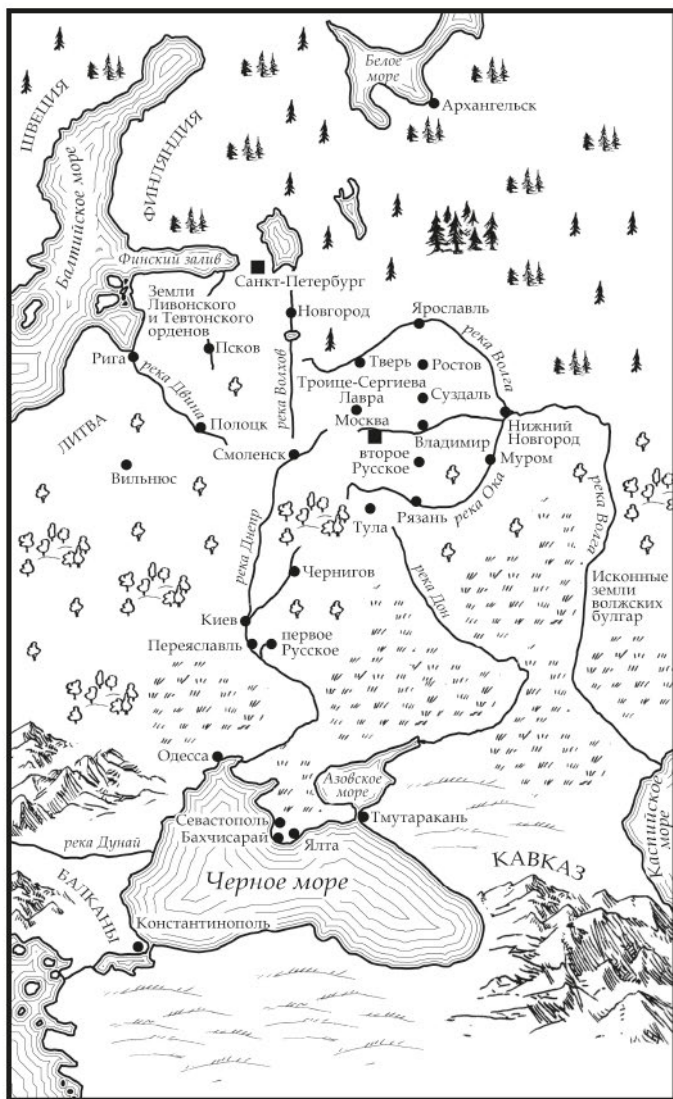 Белое
море
Архангельск
ШВЕЦИЯ
ФИНЛЯНДИЯ
Балтийское море
Финский залив
Санкт-Петербург
Земли
Ливонского
и Тевтонского
орденов
Новгород
Ярославль
Псков
Рига
река Двина
река Волхов
Тверь
Ростов
река Волга
Троице-Сергиева
Лавра
Суздаль
Москва
Полоцк
ЛИТВА
Владимир
Нижний
Новгород
Смоленск
второе
Русское
Муром
Вильнюс
река Ока
Рязань
Тула
река Волга
река Днепр
Чернигов
река Дон
Исконные
земли
волжских
булгар
Киев
Переяславль
первое
Русское
Одесса
Азовское
море
Севастополь
Бахчисарай
Ялта
Тмутаракань
Каспийское
море
река Дунай
КАВКАЗ
БАЛКАНЫ
Черное море
Константинополь